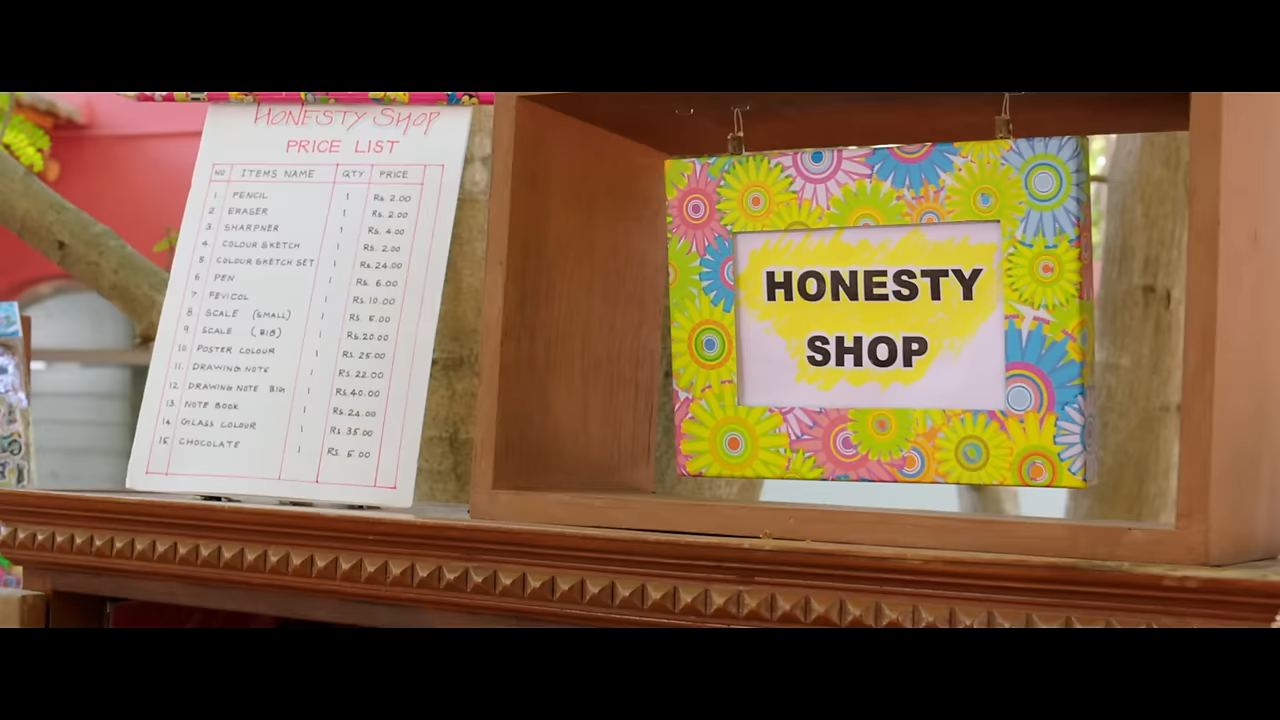 HONESTY SHOP
PRICE LIST
NO ITEMS NAME QTY PRICE
1. PENCIL 1 Rs. 2.00
2. ERASER 1 Rs. 2.00
3. SHARPNER 1 Rs. 4.00
4. COLOUR SKETCH 1 Rs. 2.00
5. COLOUR SKETCH SET 1 Rs. 24.00
6. PEN 1 Rs. 6.00
7. FEVICOL 1 Rs. 10.00
8. SCALE (SMALL) 1 Rs. 5.00
9. SCALE (BIG) 1 Rs. 20.00
10. POSTER COLOUR 1 Rs. 25.00
11. DRAWING NOTE 1 Rs. 22.00
12. DRAWING NOTE BIG 1 Rs. 40.00
13. NOTE BOOK 1 Rs. 24.00
14. GLASS COLOUR 1 Rs. 35.00
15. CHOCOLATE 1 Rs. 5.00
HONESTY
SHOP